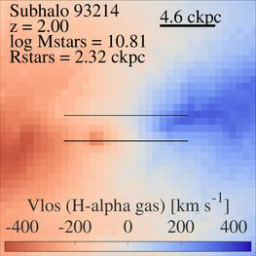 Subhalo 93214
4.6 ckpc
z = 2.00
log Mstars = 10.81
Rstars = 2.32 ckpc
Vlos (H-alpha gas) [km s⁻¹]
-400 -200 0 200 400